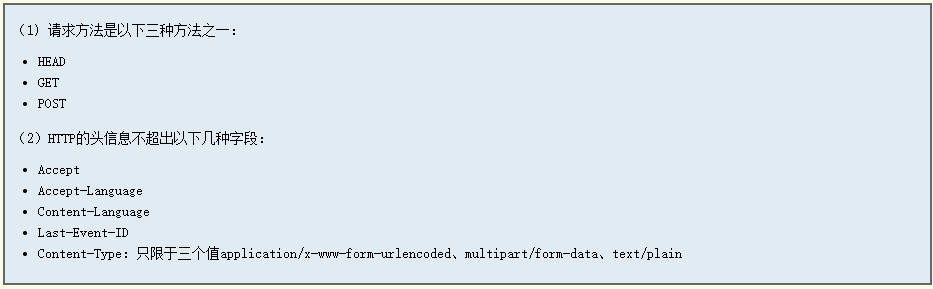 （1）请求方法是以下三种方法之一：
• HEAD
• GET
• POST
（2）HTTP的头信息不超出以下几种字段：
• Accept
• Accept-Language
• Content-Language
• Last-Event-ID
• Content-Type：只限于三个值application/x-www-form-urlencoded、multipart/form-data、text/plain